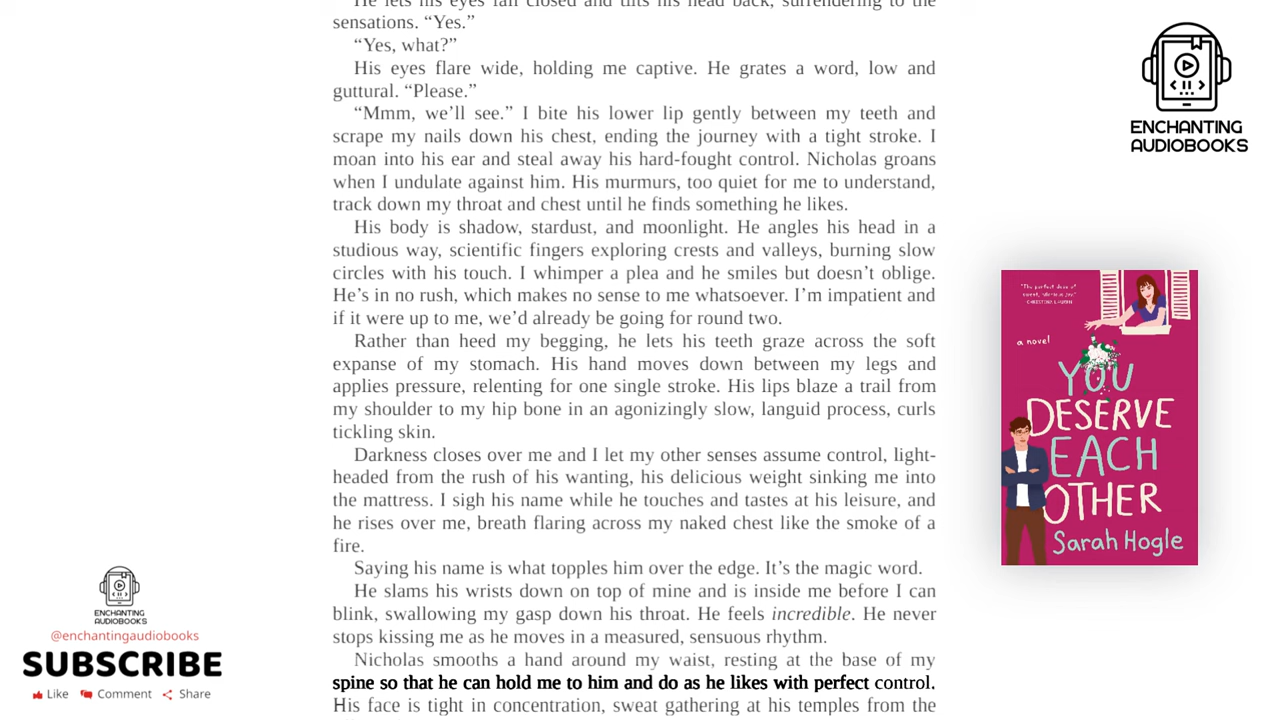 He lets his eyes fall closed and tilts his head back, surrendering to the
sensations. “Yes.”
“Yes, what?”
His eyes flare wide, holding me captive. He grates a word, low and
guttural. “Please.”
“Mmm, we’ll see.” I bite his lower lip gently between my teeth and
scrape my nails down his chest, ending the journey with a tight stroke. I
moan into his ear and steal away his hard-fought control. Nicholas groans
when I undulate against him. His murmurs, too quiet for me to understand,
track down my throat and chest until he finds something he likes.
His body is shadow, stardust, and moonlight. He angles his head in a
studious way, scientific fingers exploring crests and valleys, burning slow
circles with his touch. I whimper a plea and he smiles but doesn’t oblige.
He’s in no rush, which makes no sense to me whatsoever. I’m impatient and
if it were up to me, we’d already be going for round two.
Rather than heed my begging, he lets his teeth graze across the soft
expanse of my stomach. His hand moves down between my legs and
applies pressure, relenting for one single stroke. His lips blaze a trail from
my shoulder to my hip bone in an agonizingly slow, languid process, curls
tickling skin.
Darkness closes over me and I let my other senses assume control, light-
headed from the rush of his wanting, his delicious weight sinking me into
the mattress. I sigh his name while he touches and tastes at his leisure, and
he rises over me, breath flaring across my naked chest like the smoke of a
fire.
Saying his name is what topples him over the edge. It’s the magic word.
He slams his wrists down on top of mine and is inside me before I can
blink, swallowing my gasp down his throat. He feels incredible. He never
stops kissing me as he moves in a measured, sensuous rhythm.
Nicholas smooths a hand around my waist, resting at the base of my
spine so that he can hold me to him and do as he likes with perfect control.
His face is tight in concentration, sweat gathering at his temples from the
ENCHANTING
AUDIOBOOKS
a novel
YOU
DESERVE
EACH
OTHER
Sarah Hogle
ENCHANTING
AUDIOBOOKS
@enchantingaudiobooks
SUBSCRIBE
Like Comment Share